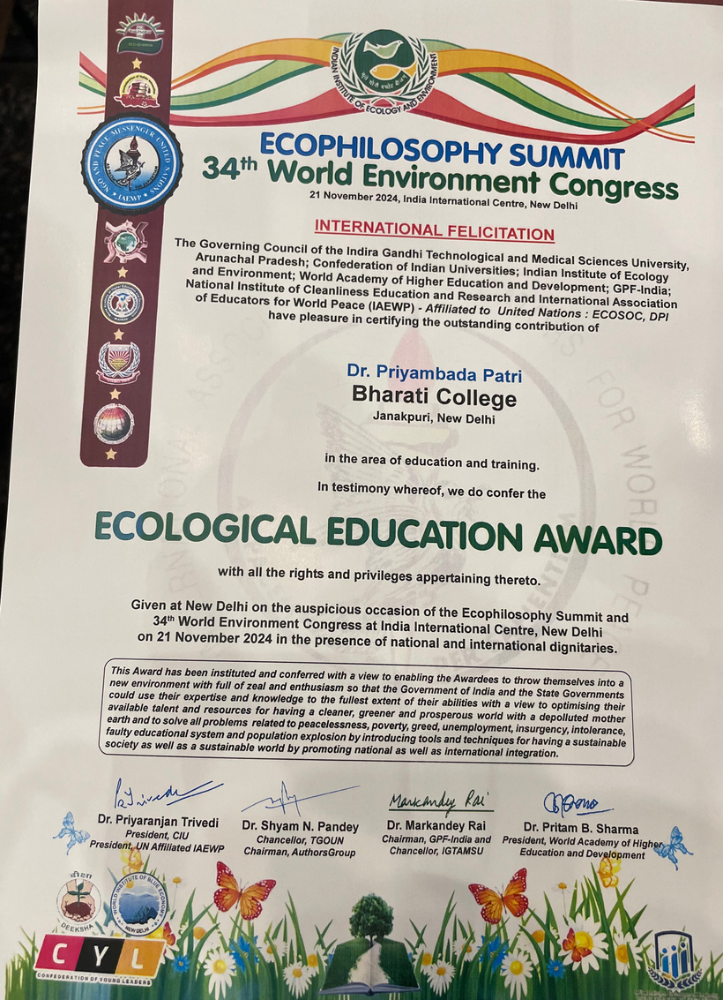 ECO-DHARMA
INDIAN INSTITUTE OF ECOLOGY AND ENVIRONMENT
NGO AND PEACE MESSENGER UNITED NATIONS
IAEWP
ECOPHILOSOPHY SUMMIT
34th World Environment Congress
21 November 2024, India International Centre, New Delhi
INTERNATIONAL FELICITATION
The Governing Council of the Indira Gandhi Technological and Medical Sciences University,
Arunachal Pradesh; Confederation of Indian Universities; Indian Institute of Ecology
and Environment; World Academy of Higher Education and Development; GPF-India;
National Institute of Cleanliness Education and Research and International Association
of Educators for World Peace (IAEWP) - Affiliated to United Nations : ECOSOC, DPI
have pleasure in certifying the outstanding contribution of
Dr. Priyambada Patri
Bharati College
Janakpuri, New Delhi
in the area of education and training.
In testimony whereof, we do confer the
ECOLOGICAL EDUCATION AWARD
with all the rights and privileges appertaining thereto.
Given at New Delhi on the auspicious occasion of the Ecophilosophy Summit and
34th World Environment Congress at India International Centre, New Delhi
on 21 November 2024 in the presence of national and international dignitaries.
This Award has been instituted and conferred with a view to enabling the Awardees to throw themselves into a
new environment with full of zeal and enthusiasm so that the Government of India and the State Governments
could use their expertise and knowledge to the fullest extent of their abilities with a view to optimising their
available talent and resources for having a cleaner, greener and prosperous world with a depolluted mother
earth and to solve all problems related to peacelessness, poverty, greed, unemployment, insurgency, intolerance,
faulty educational system and population explosion by introducing tools and techniques for having a sustainable
society as well as a sustainable world by promoting national as well as international integration.
Markandey Rai
Dr. Priyaranjan Trivedi
President, CIU
President, UN Affiliated IAEWP
Dr. Shyam N. Pandey
Chancellor, TGOUN
Chairman, AuthorsGroup
Dr. Markandey Rai
Chairman, GPF-India and
Chancellor, IGTAMSU
Dr. Pritam B. Sharma
President, World Academy of Higher
Education and Development
DEEKSHA
WORLD INSTITUTE OF BLUE ECONOMY
NEW DELHI
CYL
CONFEDERATION OF YOUNG LEADERS